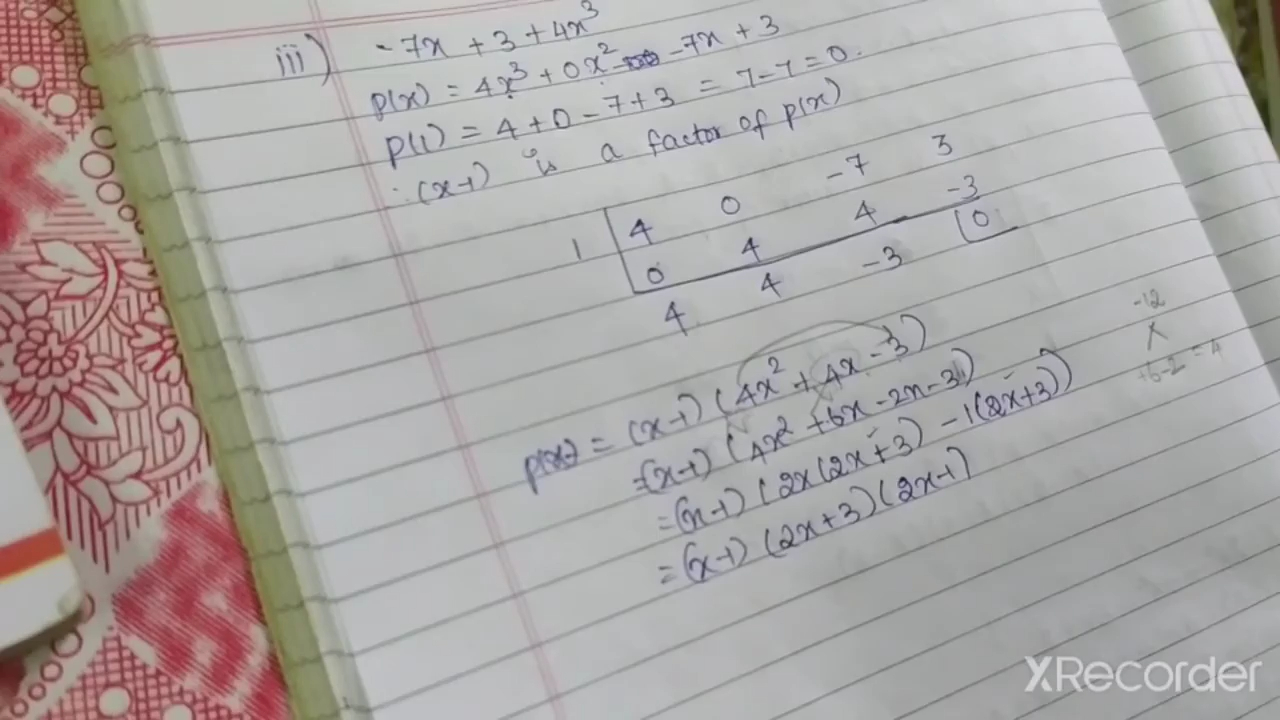 iii) -7x + 3 + 4x³
p(x) = 4x³ + 0x² -7x + 3
p(1) = 4+0-7+3 = 7-7=0.
∴ (x-1) is a factor of p(x)
1 | 4 0 -7 3
0 4 4 -3
4 4 -3 |0
p(x) = (x-1) (4x² + 4x - 3)
= (x-1) (4x² + 6x - 2x - 3)
= (x-1) (2x(2x+3) -1(2x+3))
= (x-1) (2x+3) (2x-1)
-12
+6-2 = 4
XRecorder